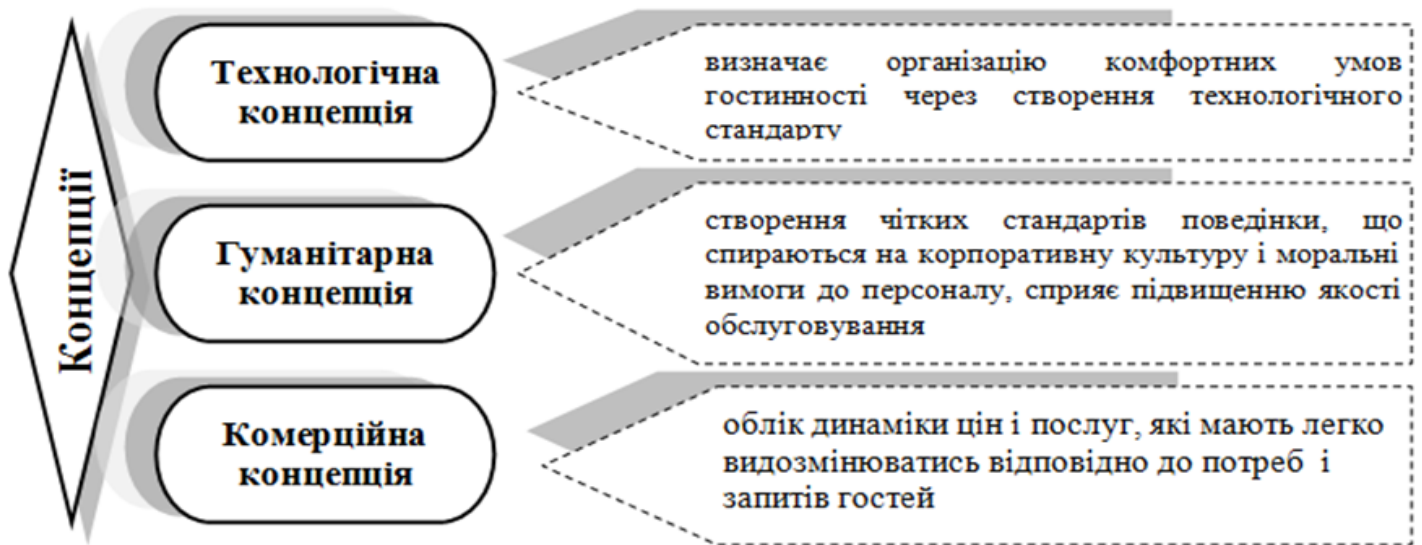 Концепції
Технологічна
концепція
визначає організацію комфортних умов
гостинності через створення технологічного
стандарту
Гуманітарна
концепція
створення чітких стандартів поведінки, що
спираються на корпоративну культуру і моральні
вимоги до персоналу, сприяє підвищенню якості
обслуговування
Комерційна
концепція
облік динаміки цін і послуг, які мають легко
видозмінюватись відповідно до потреб і
запитів гостей